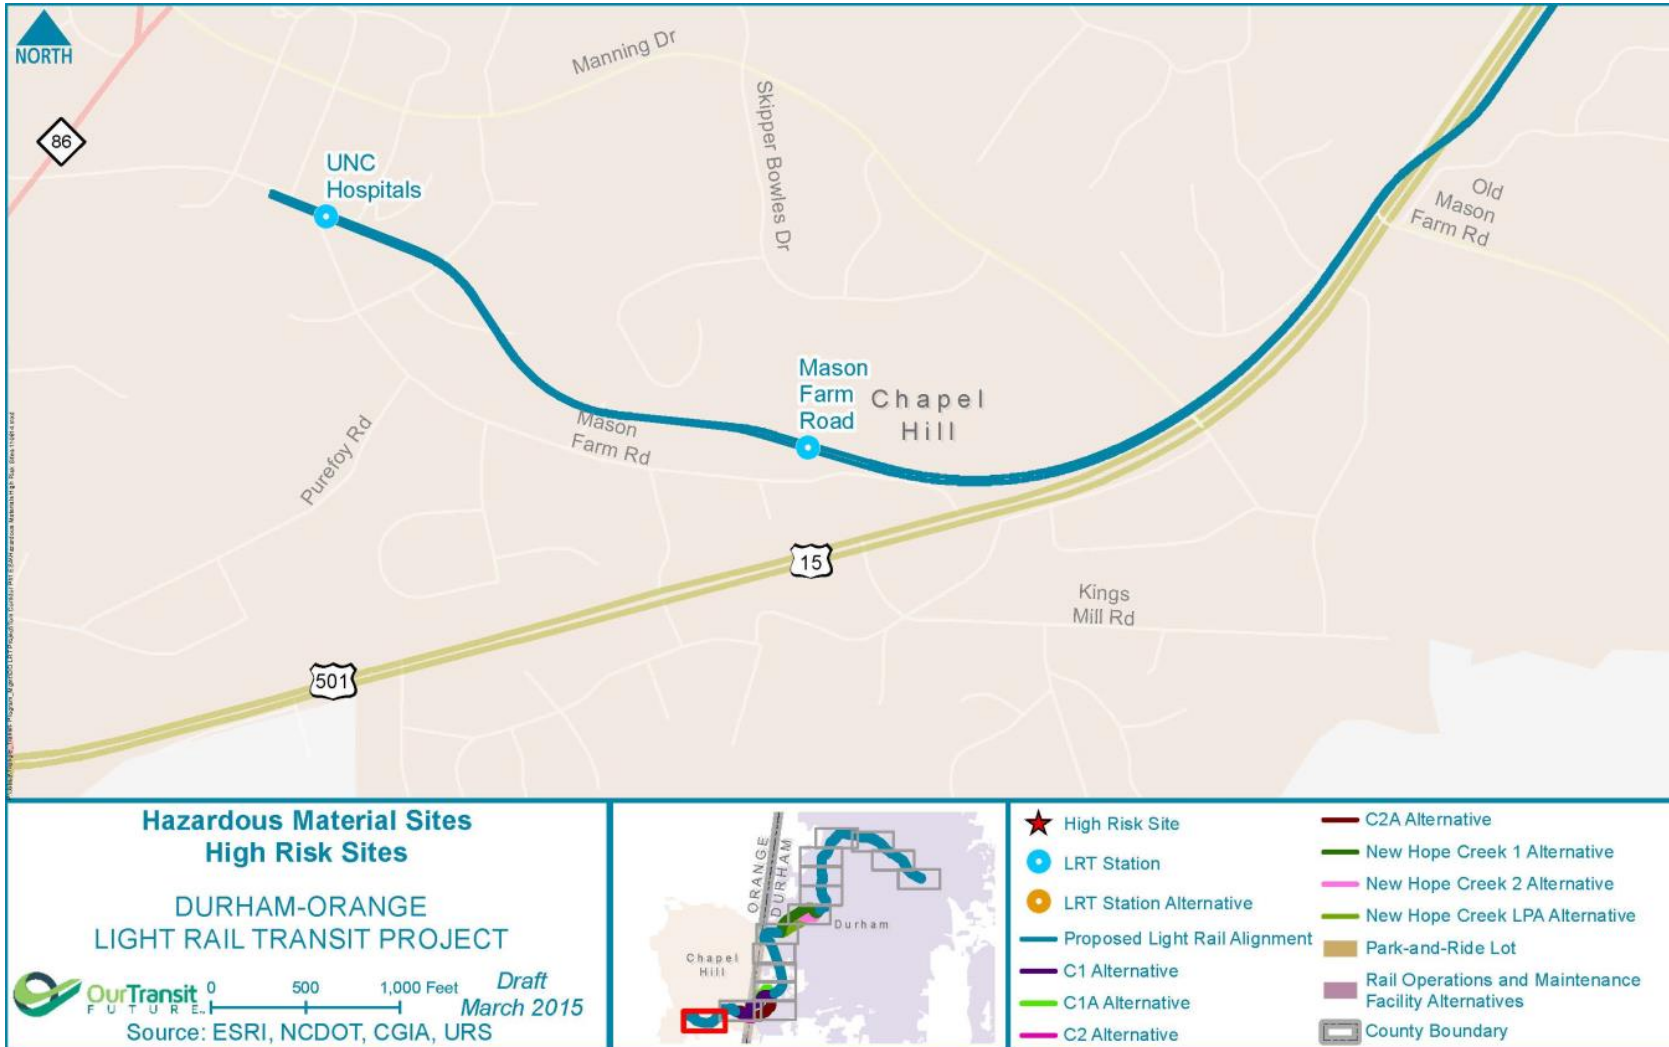 NORTH
86
Manning Dr
Skipper Bowles Dr
UNC
Hospitals
Old
Mason
Farm Rd
Mason
Farm
Road
Chapel
Hill
Mason
Farm Rd
Purefoy Rd
15
Kings
Mill Rd
501
Hazardous Material Sites
High Risk Sites
DURHAM-ORANGE
LIGHT RAIL TRANSIT PROJECT
OurTransit
FUTURE
0 500 1,000 Feet
Draft
March 2015
Source: ESRI, NCDOT, CGIA, URS
ORANGE
DURHAM
Durham
Chapel
Hill
High Risk Site
LRT Station
LRT Station Alternative
Proposed Light Rail Alignment
C1 Alternative
C1A Alternative
C2 Alternative
C2A Alternative
New Hope Creek 1 Alternative
New Hope Creek 2 Alternative
New Hope Creek LPA Alternative
Park-and-Ride Lot
Rail Operations and Maintenance
Facility Alternatives
County Boundary